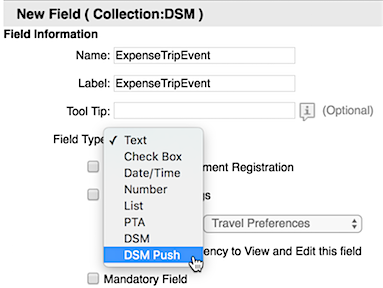 New Field ( Collection:DSM )
Field Information
Name: ExpenseTripEvent
Label: ExpenseTripEvent
Tool Tip: (Optional)
Field Type ✓ Text
Check Box
ment Registration
Date/Time
Number
gs
List
PTA
Travel Preferences
DSM
DSM Push
ency to View and Edit this field
Mandatory Field